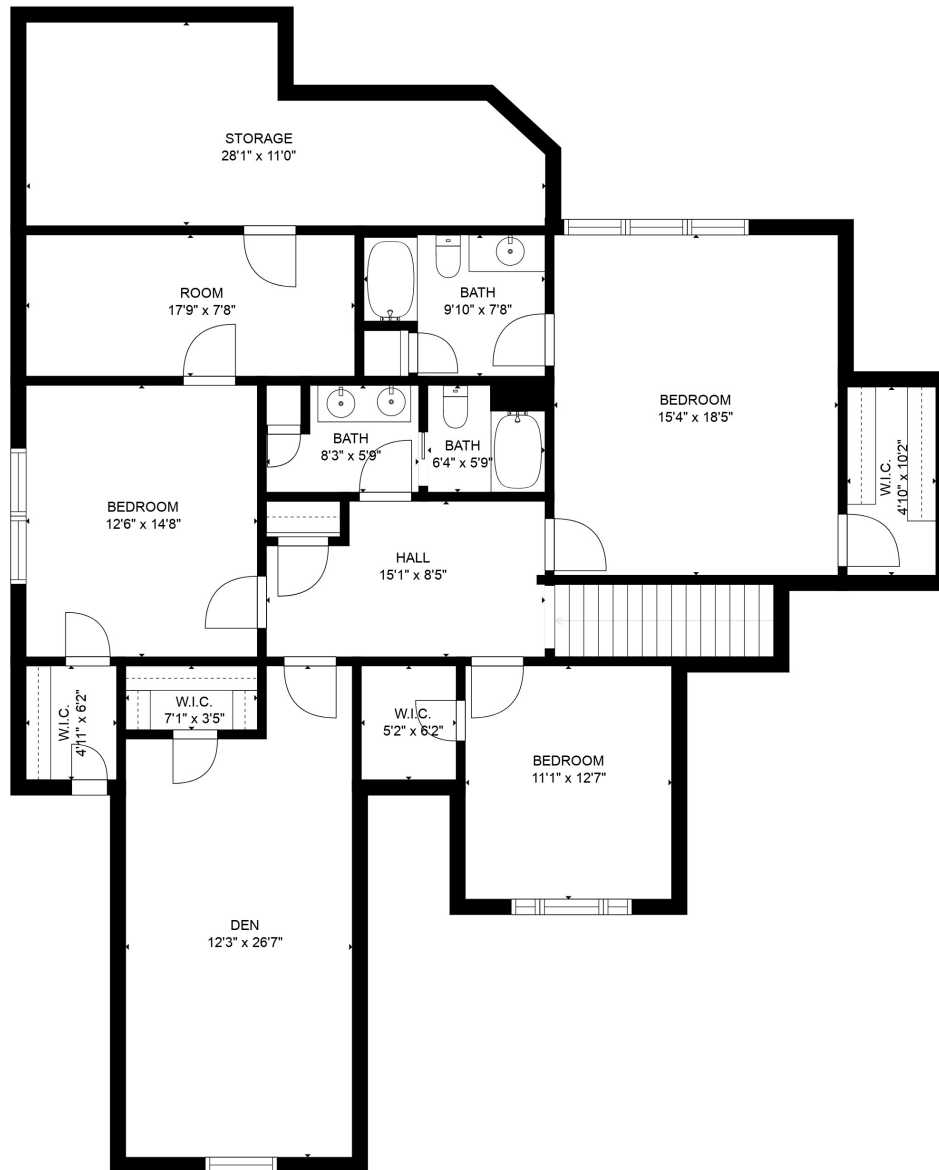 STORAGE
28'1" x 11'0"
ROOM
17'9" x 7'8"
BATH
9'10" x 7'8"
BEDROOM
15'4" x 18'5"
W.I.C.
4'10" x 10'2"
BATH
8'3" x 5'9"
BATH
6'4" x 5'9"
BEDROOM
12'6" x 14'8"
HALL
15'1" x 8'5"
W.I.C.
4'11" x 6'2"
W.I.C.
7'1" x 3'5"
W.I.C.
5'2" x 6'2"
BEDROOM
11'1" x 12'7"
DEN
12'3" x 26'7"